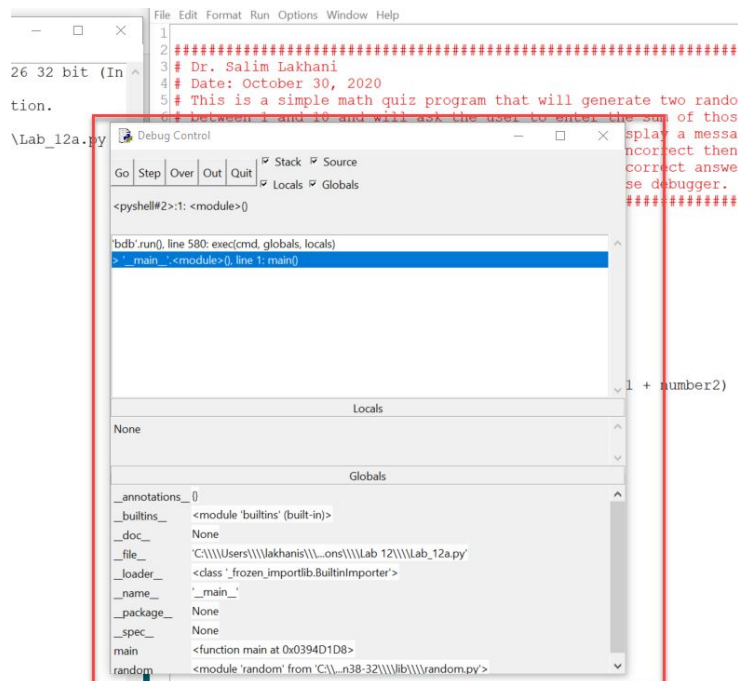 File Edit Format Run Options Window Help
26 32 bit (In
tion.
\Lab_12a.py
1
2 ##################################################################
3 # Dr. Salim Lakhani
4 # Date: October 30, 2020
5 # This is a simple math quiz program that will generate two rando
6 # between 1 and 10 and will ask the user to enter the sum of thos
splay a messa
ncorrect then
correct answe
se debugger.
#############
1 + number2)
Debug Control
Go Step Over Out Quit
Stack Source
Locals Globals
<pyshell#2>:1: <module>()
'bdb'.run(), line 580: exec(cmd, globals, locals)
> '__main__'.<module>(), line 1: main()
Locals
None
Globals
__annotations__ {}
__builtins__ <module 'builtins' (built-in)>
__doc__ None
__file__ 'C:\\\\Users\\\\lakhanis\\\\...ons\\\\Lab 12\\\\Lab_12a.py'
__loader__ <class '_frozen_importlib.BuiltinImporter'>
__name__ '__main__'
__package__ None
__spec__ None
main <function main at 0x0394D1D8>
random <module 'random' from 'C:\\...n38-32\\\\lib\\\\random.py'>